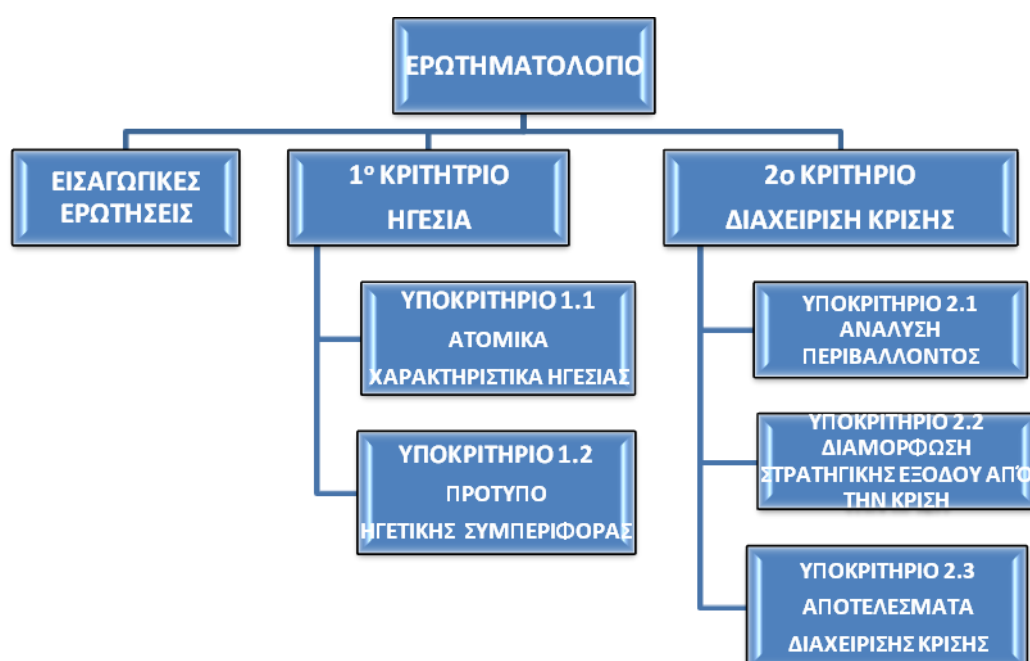 ΕΡΩΤΗΜΑΤΟΛΟΓΙΟ
ΕΙΣΑΓΩΓΙΚΕΣ
ΕΡΩΤΗΣΕΙΣ
1ο ΚΡΙΤΗΤΡΙΟ
ΗΓΕΣΙΑ
ΥΠΟΚΡΙΤΗΡΙΟ 1.1
ΑΤΟΜΙΚΑ
ΧΑΡΑΚΤΗΡΙΣΤΙΚΑ ΗΓΕΣΙΑΣ
ΥΠΟΚΡΙΤΗΡΙΟ 1.2
ΠΡΟΤΥΠΟ
ΗΓΕΤΙΚΗΣ ΣΥΜΠΕΡΙΦΟΡΑΣ
2ο ΚΡΙΤΗΡΙΟ
ΔΙΑΧΕΙΡΙΣΗ ΚΡΙΣΗΣ
ΥΠΟΚΡΙΤΗΡΙΟ 2.1
ΑΝΑΛΥΣΗ
ΠΕΡΙΒΑΛΛΟΝΤΟΣ
ΥΠΟΚΡΙΤΗΡΙΟ 2.2
ΔΙΑΜΟΡΦΩΣΗ
ΣΤΡΑΤΗΓΙΚΗΣ ΕΞΟΔΟΥ ΑΠΌ
ΤΗΝ ΚΡΙΣΗ
ΥΠΟΚΡΙΤΗΡΙΟ 2.3
ΑΠΟΤΕΛΕΣΜΑΤΑ
ΔΙΑΧΕΙΡΙΣΗΣ ΚΡΙΣΗΣ